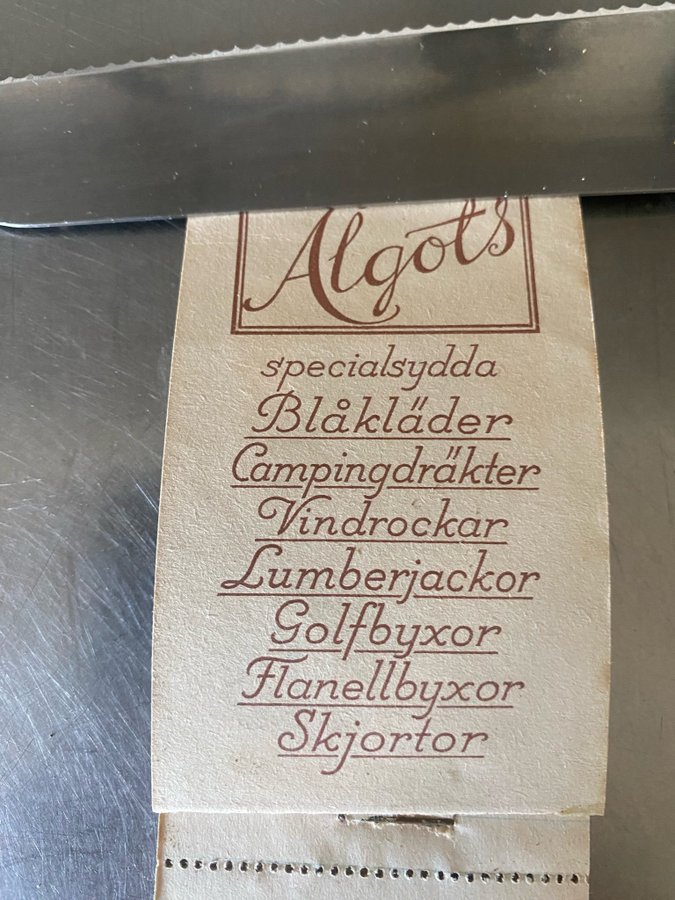 Algots
specialsydda
Blåkläder
Campingdräkter
Vindrockar
Lumberjackor
Golfbyxor
Flanellbyxor
Skjortor